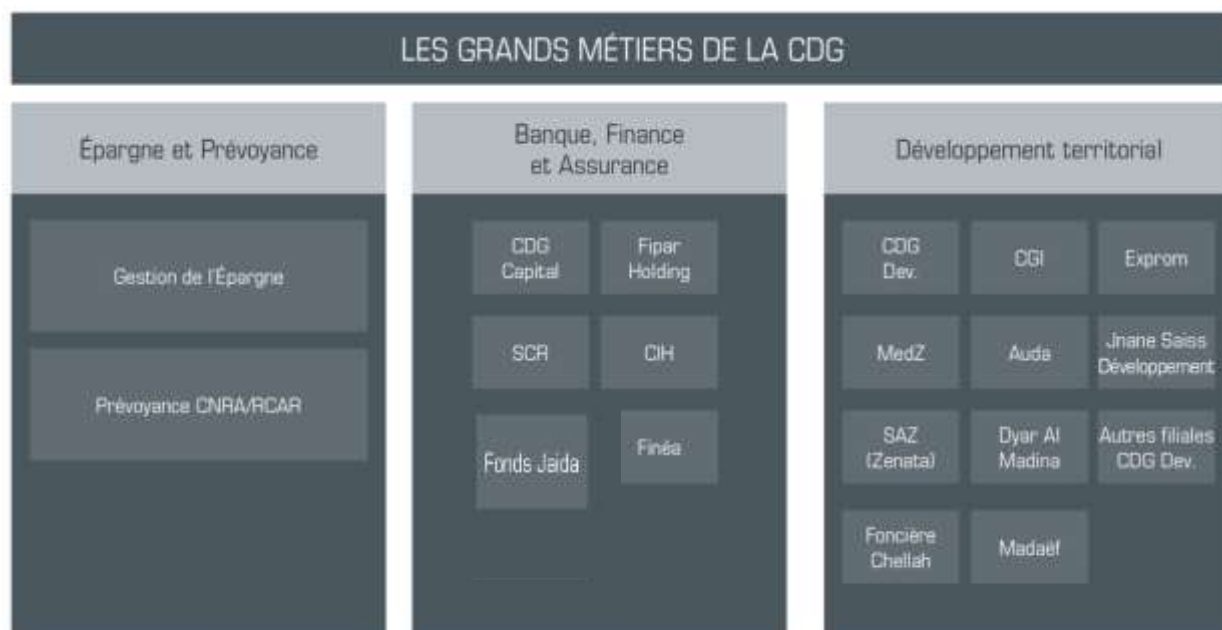 LES GRANDS MÉTIERS DE LA CDG
Épargne et Prévoyance
Gestion de l'Épargne
Prévoyance CNRA/RCAR
Banque, Finance
et Assurance
CDG
Capital
Fipar
Holding
SCR
CIH
Fonds Jaida
Finéa
Développement territorial
CDG
Dev.
CGI
Exprom
MedZ
Auda
Jnane Saiss
Développement
SAZ
(Zenata)
Dyar Al
Madina
Autres filiales
CDG Dev.
Foncière
Chellah
Madaëf